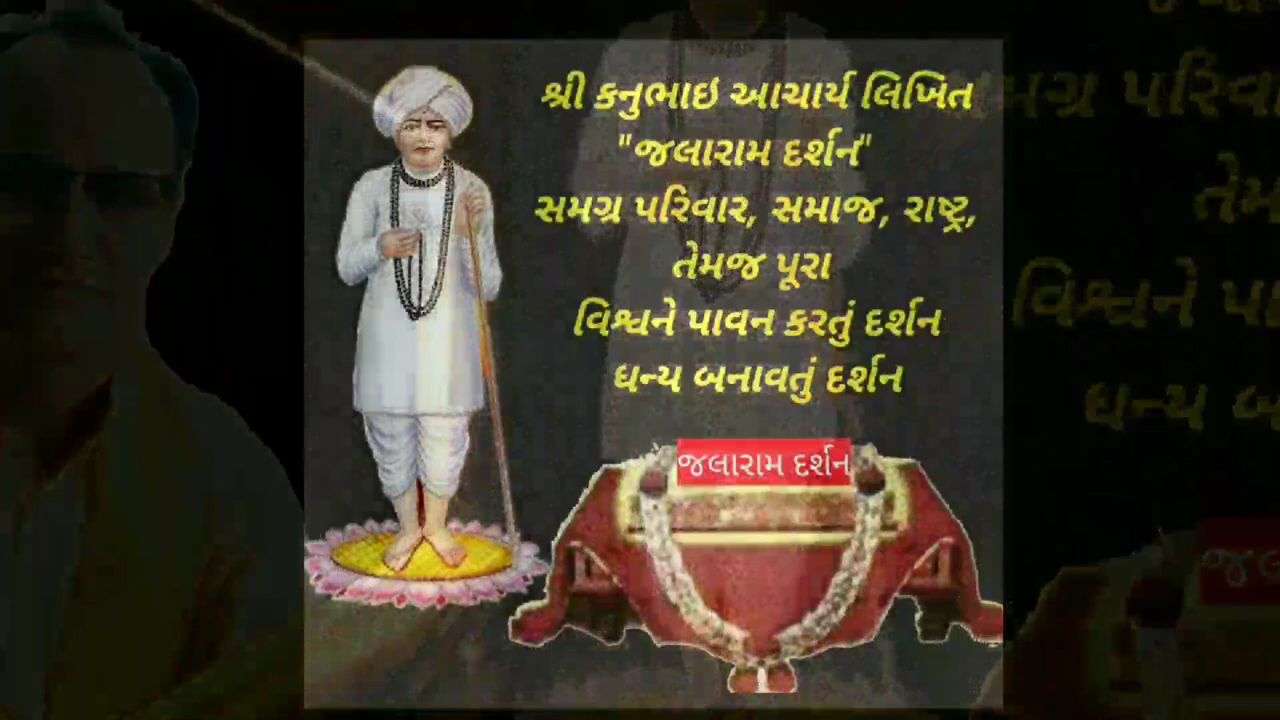 શ્રી કનુભાઇ આચાર્ય લિખિત
"જલારામ દર્શન"
સમગ્ર પરિવાર, સમાજ, રાષ્ટ્ર,
તેમજ પૂરા
વિશ્વને પાવન કરતું દર્શન
ધન્ય બનાવતું દર્શન
જલારામ દર્શન